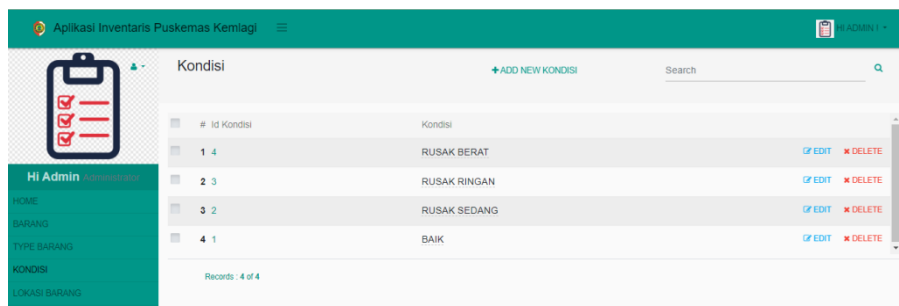 Aplikasi Inventaris Puskemas Kemlagi
HI ADMIN !
Kondisi
+ADD NEW KONDISI
Search
# Id Kondisi Kondisi
1 4 RUSAK BERAT EDIT DELETE
2 3 RUSAK RINGAN EDIT DELETE
3 2 RUSAK SEDANG EDIT DELETE
4 1 BAIK EDIT DELETE
Records : 4 of 4
Hi Admin Administrator
HOME
BARANG
TYPE BARANG
KONDISI
LOKASI BARANG